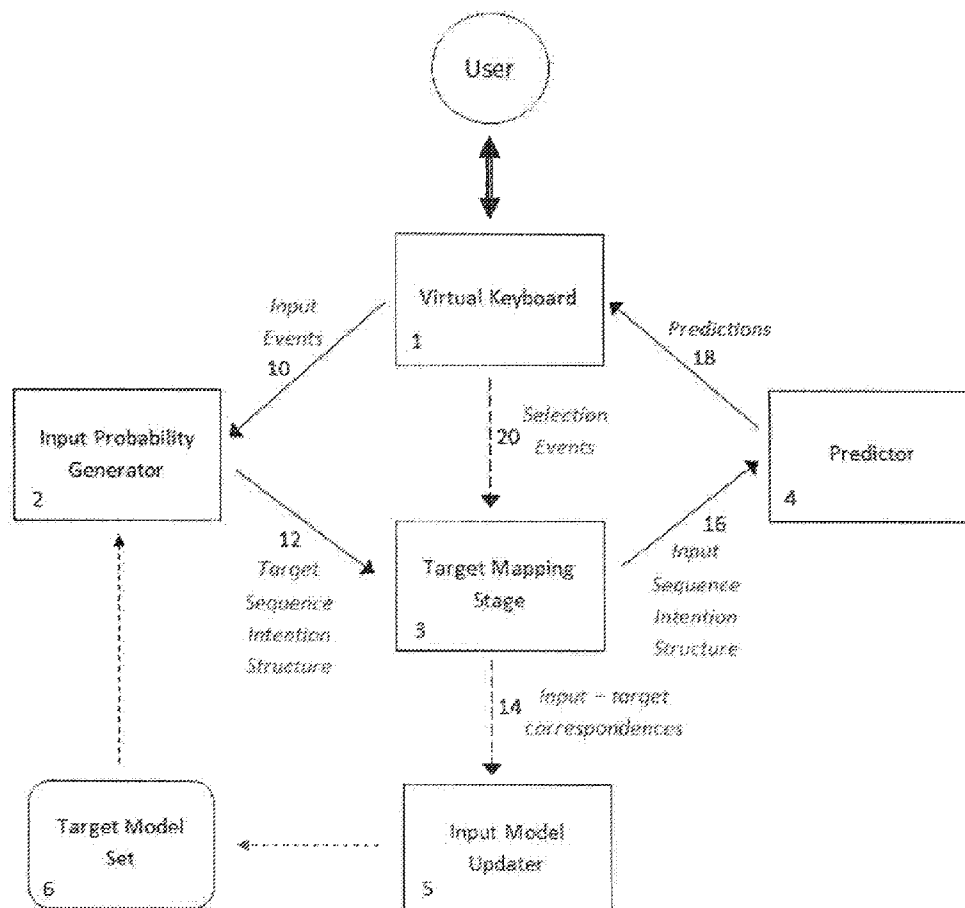 User
Virtual Keyboard
1
Input
Events
10
Predictions
18
Input Probability
Generator
2
20
Selection
Events
Predictor
4
12
Target
Sequence
Intention
Structure
Target Mapping
Stage
3
16
Input
Sequence
Intention
Structure
14
Input – target
correspondences
Target Model
Set
6
Input Model
Updater
5